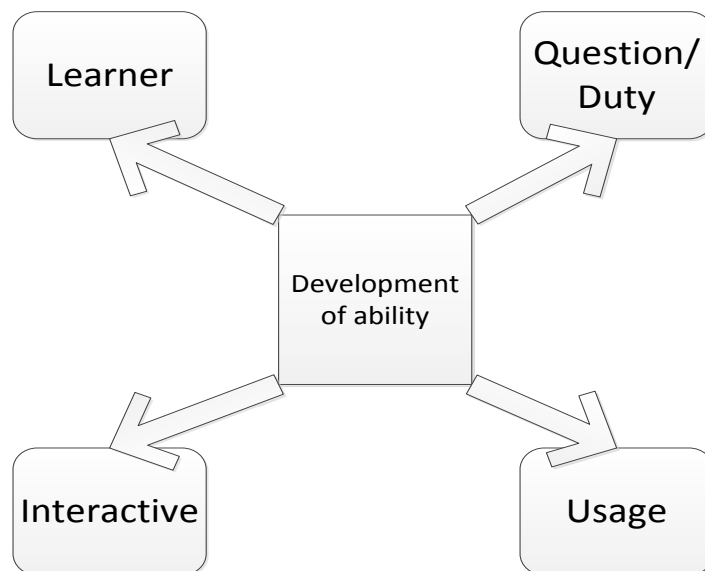 Learner
Question/
Duty
Development
of ability
Interactive
Usage